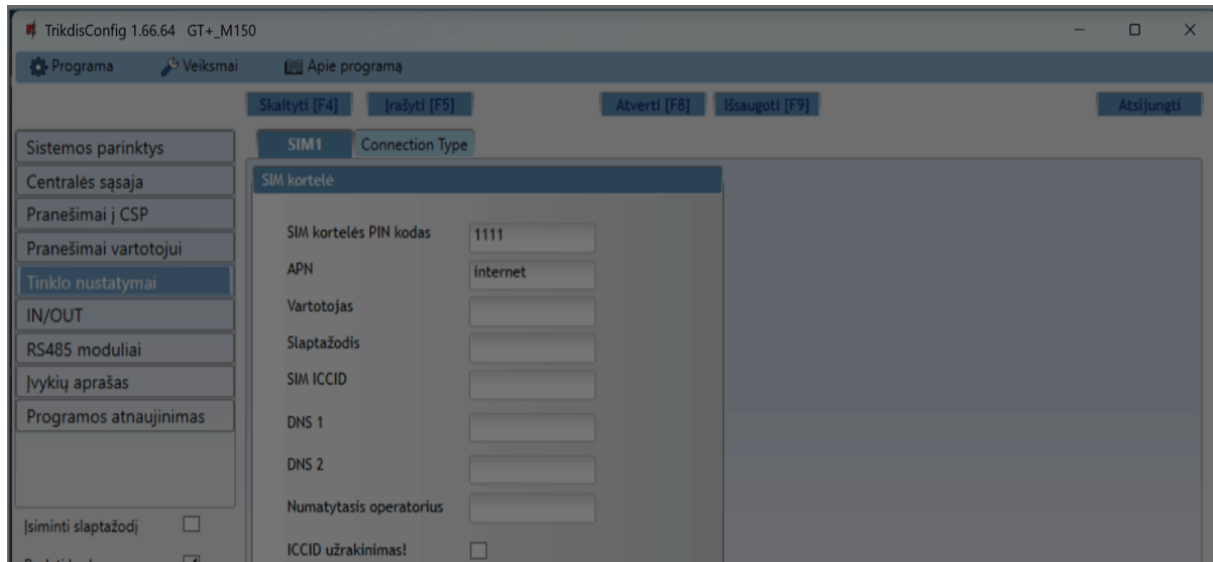 TrikdisConfig 1.66.64 GT+_M150
Programa Veiksmai Apie programą
Skaityti [F4] Įrašyti [F5] Atverti [F8] Išsaugoti [F9] Atsijungti
SIM1 Connection Type
Sistemos parinktys
Centralės sąsaja
Pranešimai į CSP
Pranešimai vartotojui
Tinklo nustatymai
IN/OUT
RS485 moduliai
Įvykių aprašas
Programos atnaujinimas
Įsiminti slaptažodį
SIM kortelė
SIM kortelės PIN kodas 1111
APN internet
Vartotojas
Slaptažodis
SIM ICCID
DNS 1
DNS 2
Numatytasis operatorius
ICCID užrakinimas!